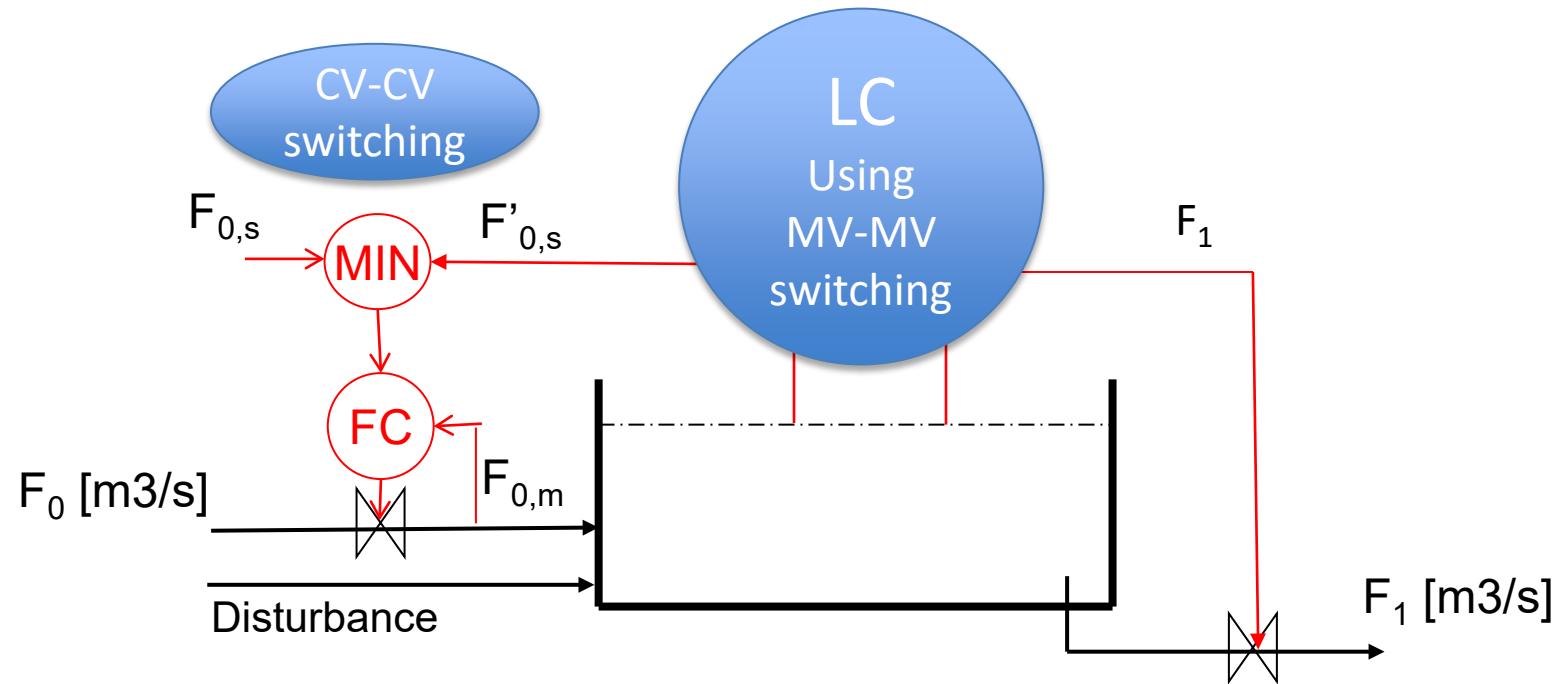 CV-CV
switching
LC
Using
MV-MV
switching
F0,s
F’0,s
F1
MIN
FC
F0 [m3/s]
F0,m
Disturbance
F1 [m3/s]